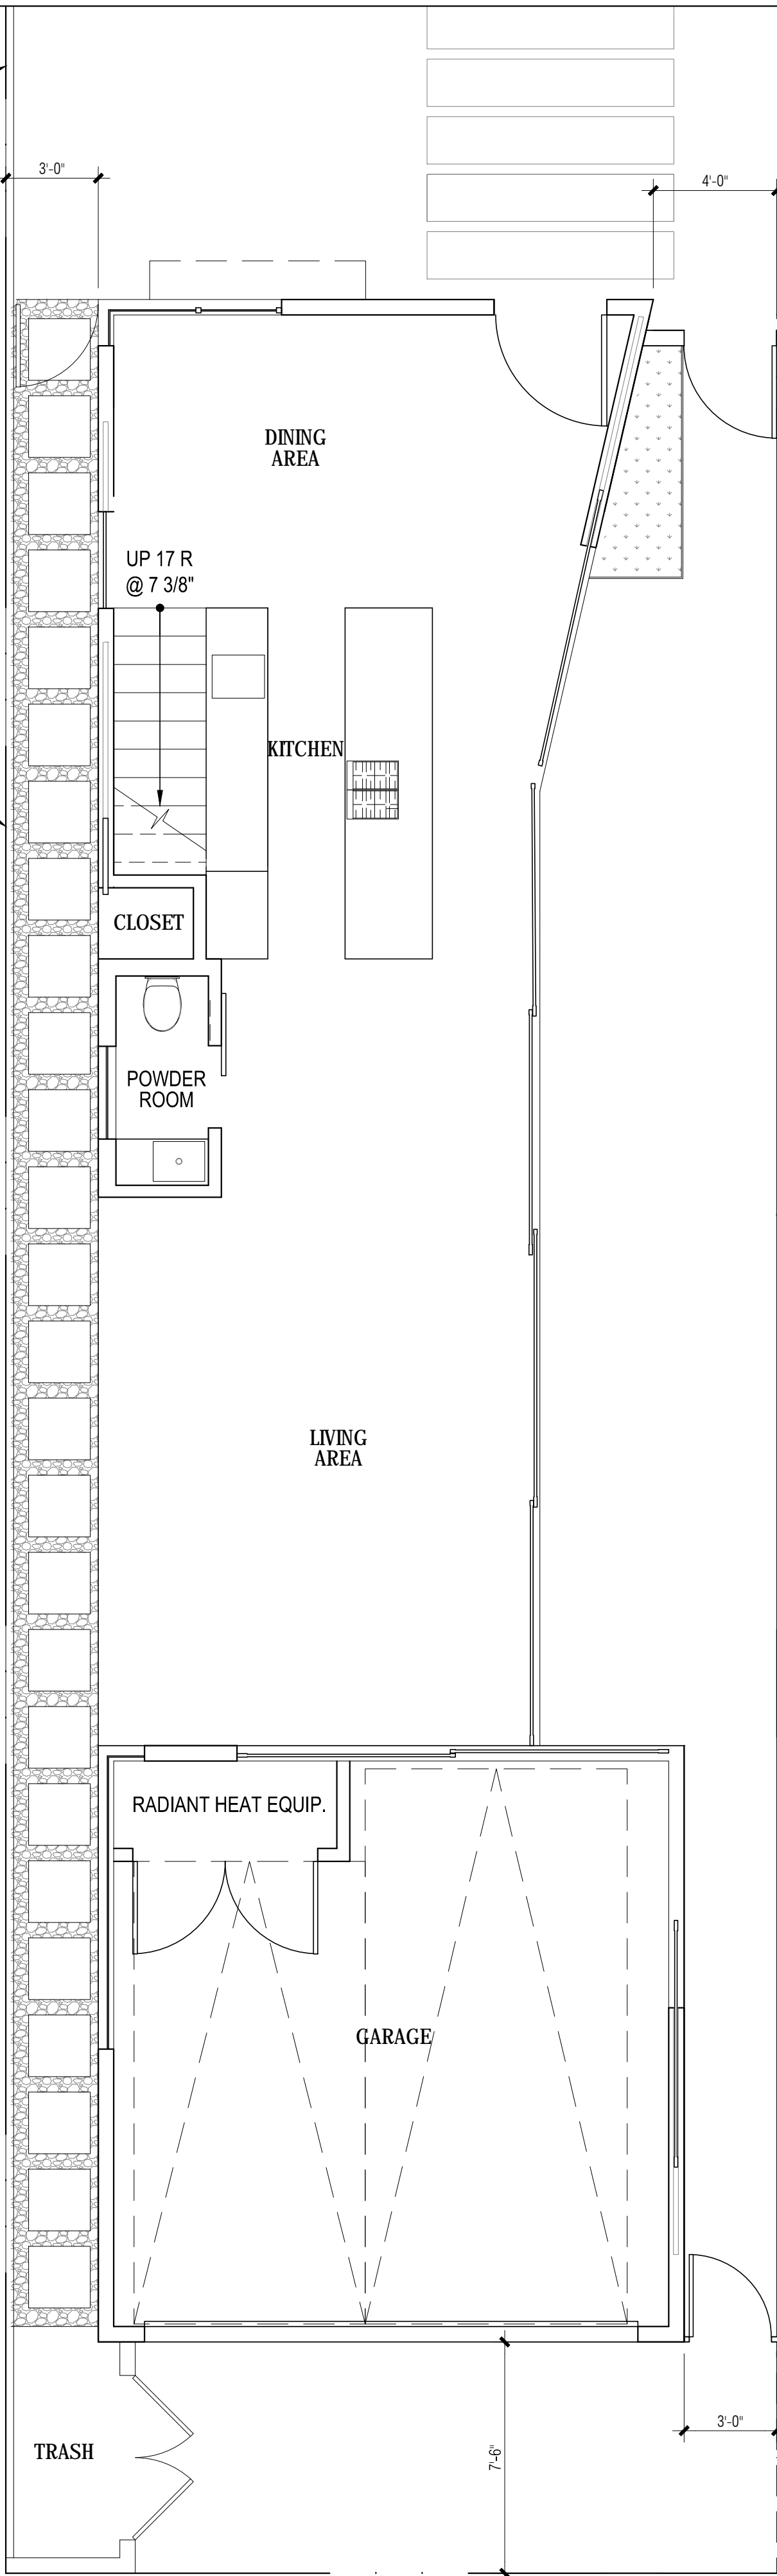 3'-0"
4'-0"
DINING
AREA
UP 17 R
@ 7 3/8"
KITCHEN
CLOSET
POWDER
ROOM
LIVING
AREA
RADIANT HEAT EQUIP.
GARAGE
3'-0"
TRASH
7'-6"